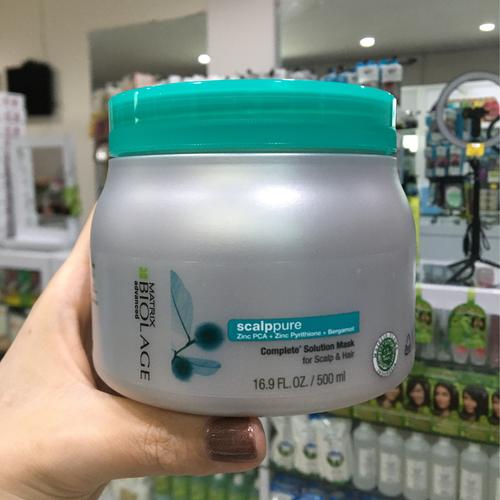 MATRIX
BIOLAGE
advanced
scalppure
Zinc PCA + Zinc Pyrithione + Bergamot
Complete* Solution Mask
for Scalp & Hair
16.9 FL. OZ. / 500 ml